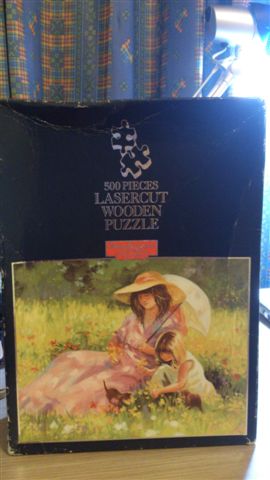 500 PIECES
LASERCUT
WOODEN
PUZZLE